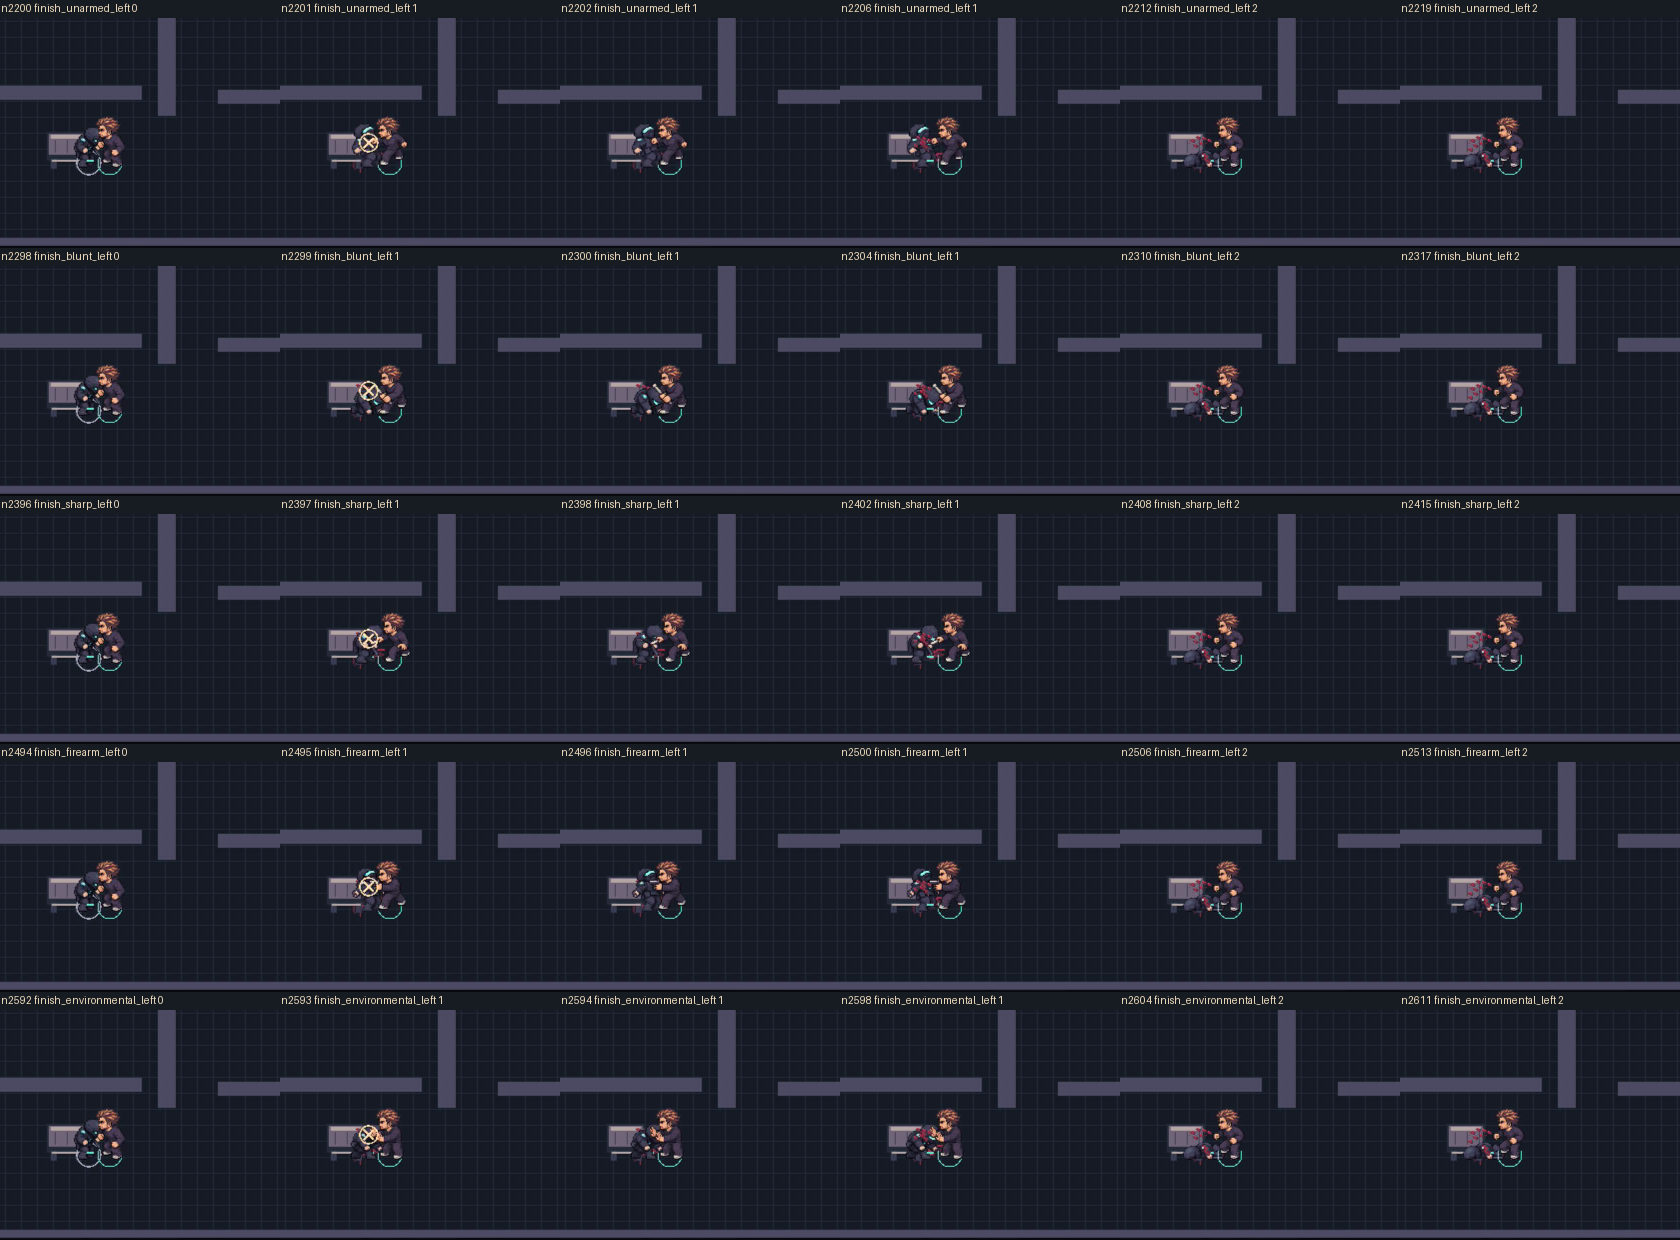 n2200 finish_unarmed_left 0
n2201 finish_unarmed_left 1
n2202 finish_unarmed_left 1
n2206 finish_unarmed_left 1
n2212 finish_unarmed_left 2
n2219 finish_unarmed_left 2
n2298 finish_blunt_left 0
n2299 finish_blunt_left 1
n2300 finish_blunt_left 1
n2304 finish_blunt_left 1
n2310 finish_blunt_left 2
n2317 finish_blunt_left 2
n2396 finish_sharp_left 0
n2397 finish_sharp_left 1
n2398 finish_sharp_left 1
n2402 finish_sharp_left 1
n2408 finish_sharp_left 2
n2415 finish_sharp_left 2
n2494 finish_firearm_left 0
n2495 finish_firearm_left 1
n2496 finish_firearm_left 1
n2500 finish_firearm_left 1
n2506 finish_firearm_left 2
n2513 finish_firearm_left 2
n2592 finish_environmental_left 0
n2593 finish_environmental_left 1
n2594 finish_environmental_left 1
n2598 finish_environmental_left 1
n2604 finish_environmental_left 2
n2611 finish_environmental_left 2